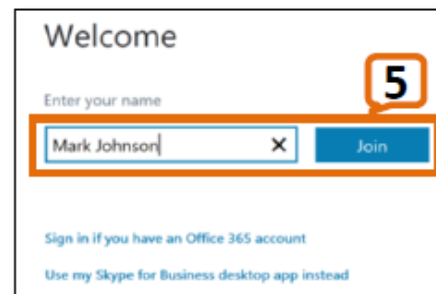 Welcome
5
Enter your name
Mark Johnson X Join
Sign in if you have an Office 365 account
Use my Skype for Business desktop app instead